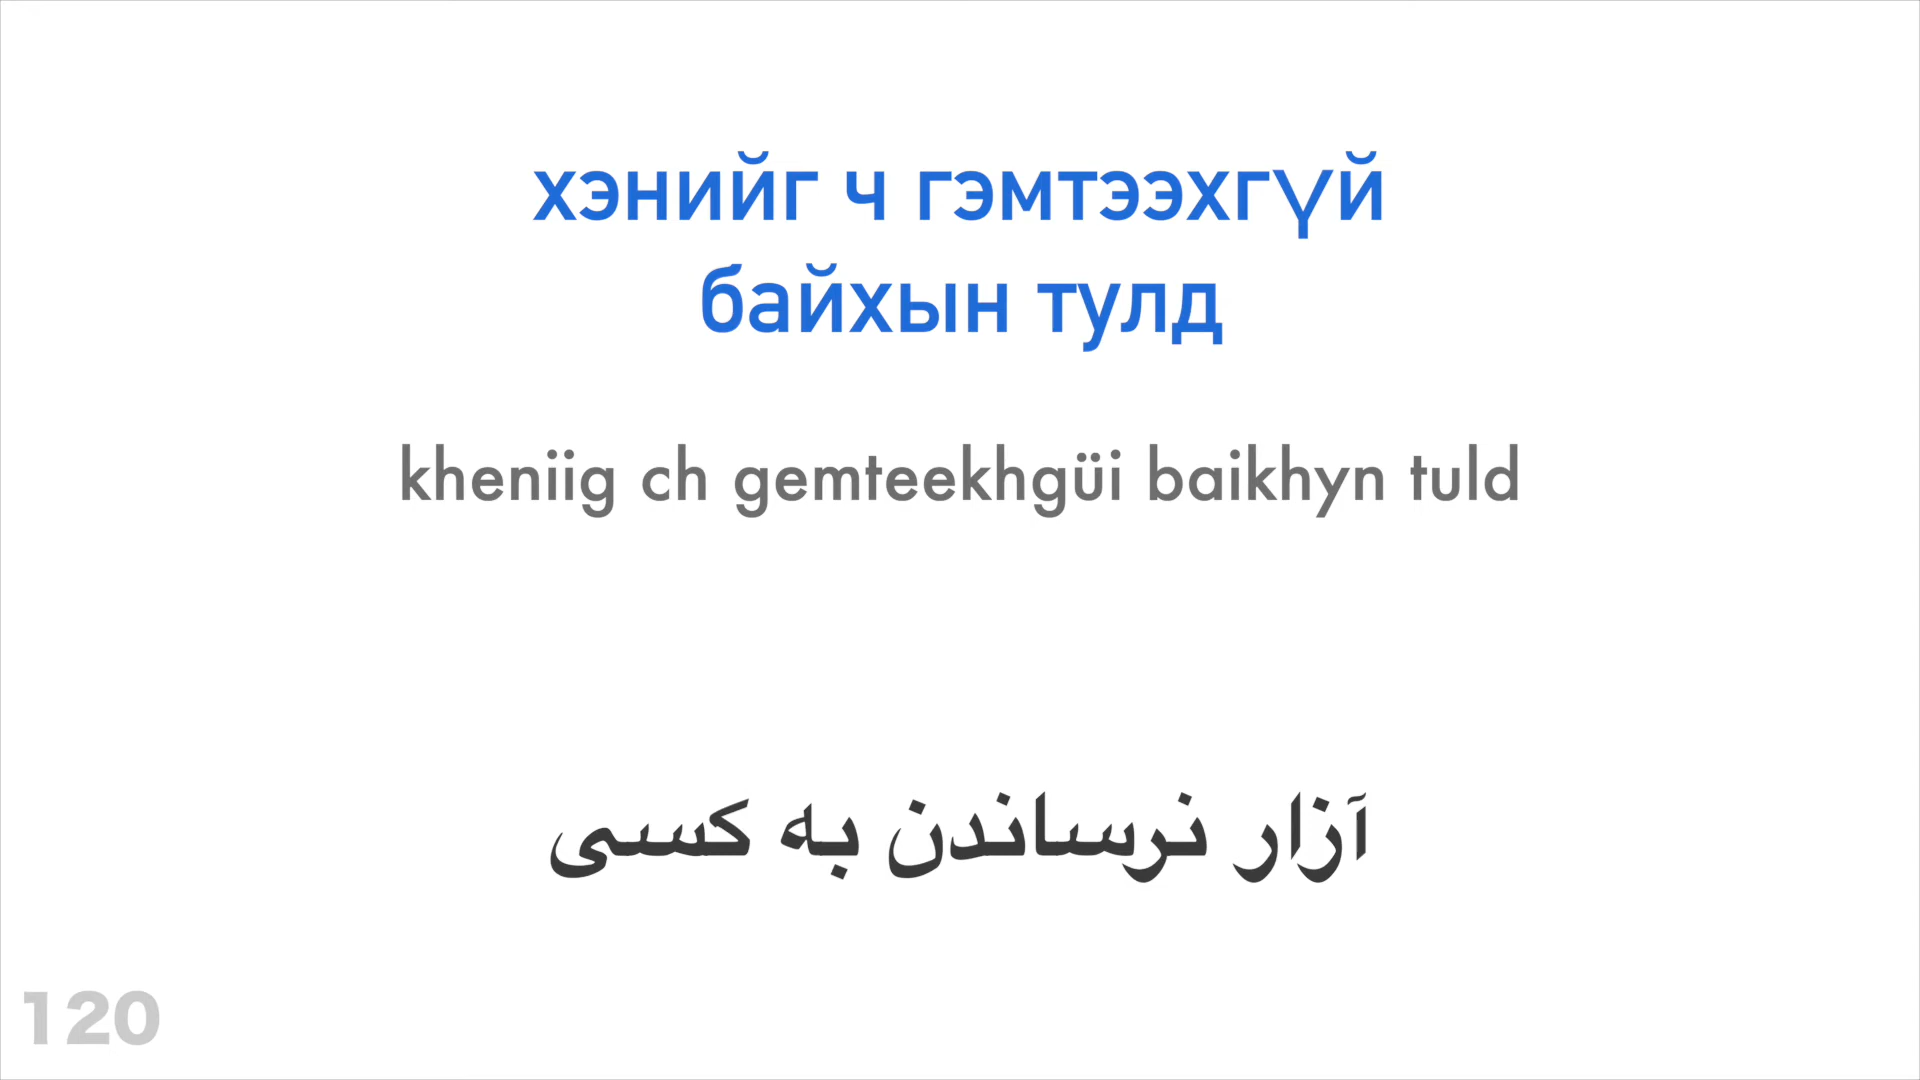 хэнийг ч гэмтээхгүй
байхын тулд
kheniig ch gemteekhgüi baikhyn tuld
آزار نرساندن به کسی
120